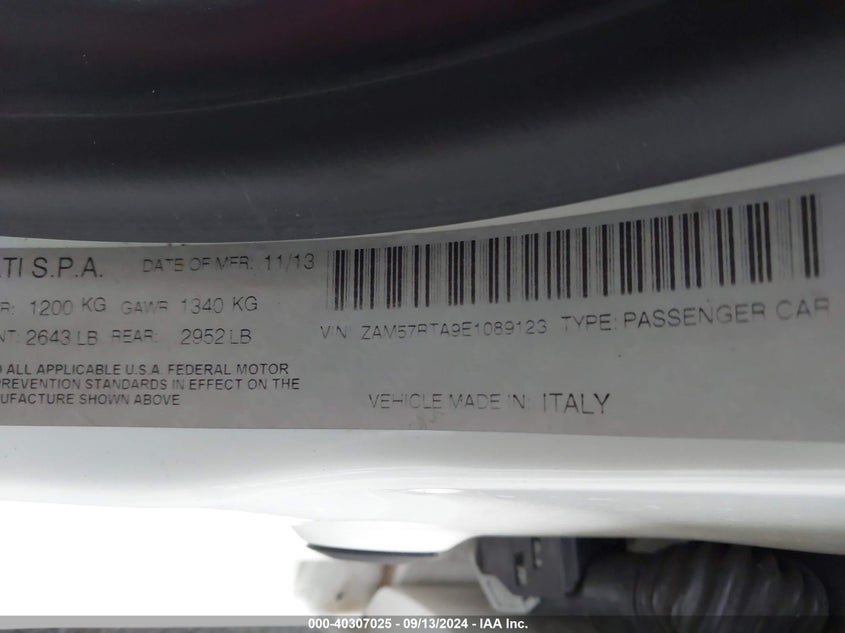 ATI S.P.A. DATE OF MFR. 11/13
R: 1200 KG GAWR 1340 KG
NT: 2643 LB REAR: 2952 LB
VIN: ZAM57RTA9E1089123 TYPE: PASSENGER CAR
O ALL APPLICABLE U.S.A. FEDERAL MOTOR
PREVENTION STANDARDS IN EFFECT ON THE
UFACTURE SHOWN ABOVE
VEHICLE MADE IN: ITALY
000-40307025 - 09/13/2024 - IAA Inc.